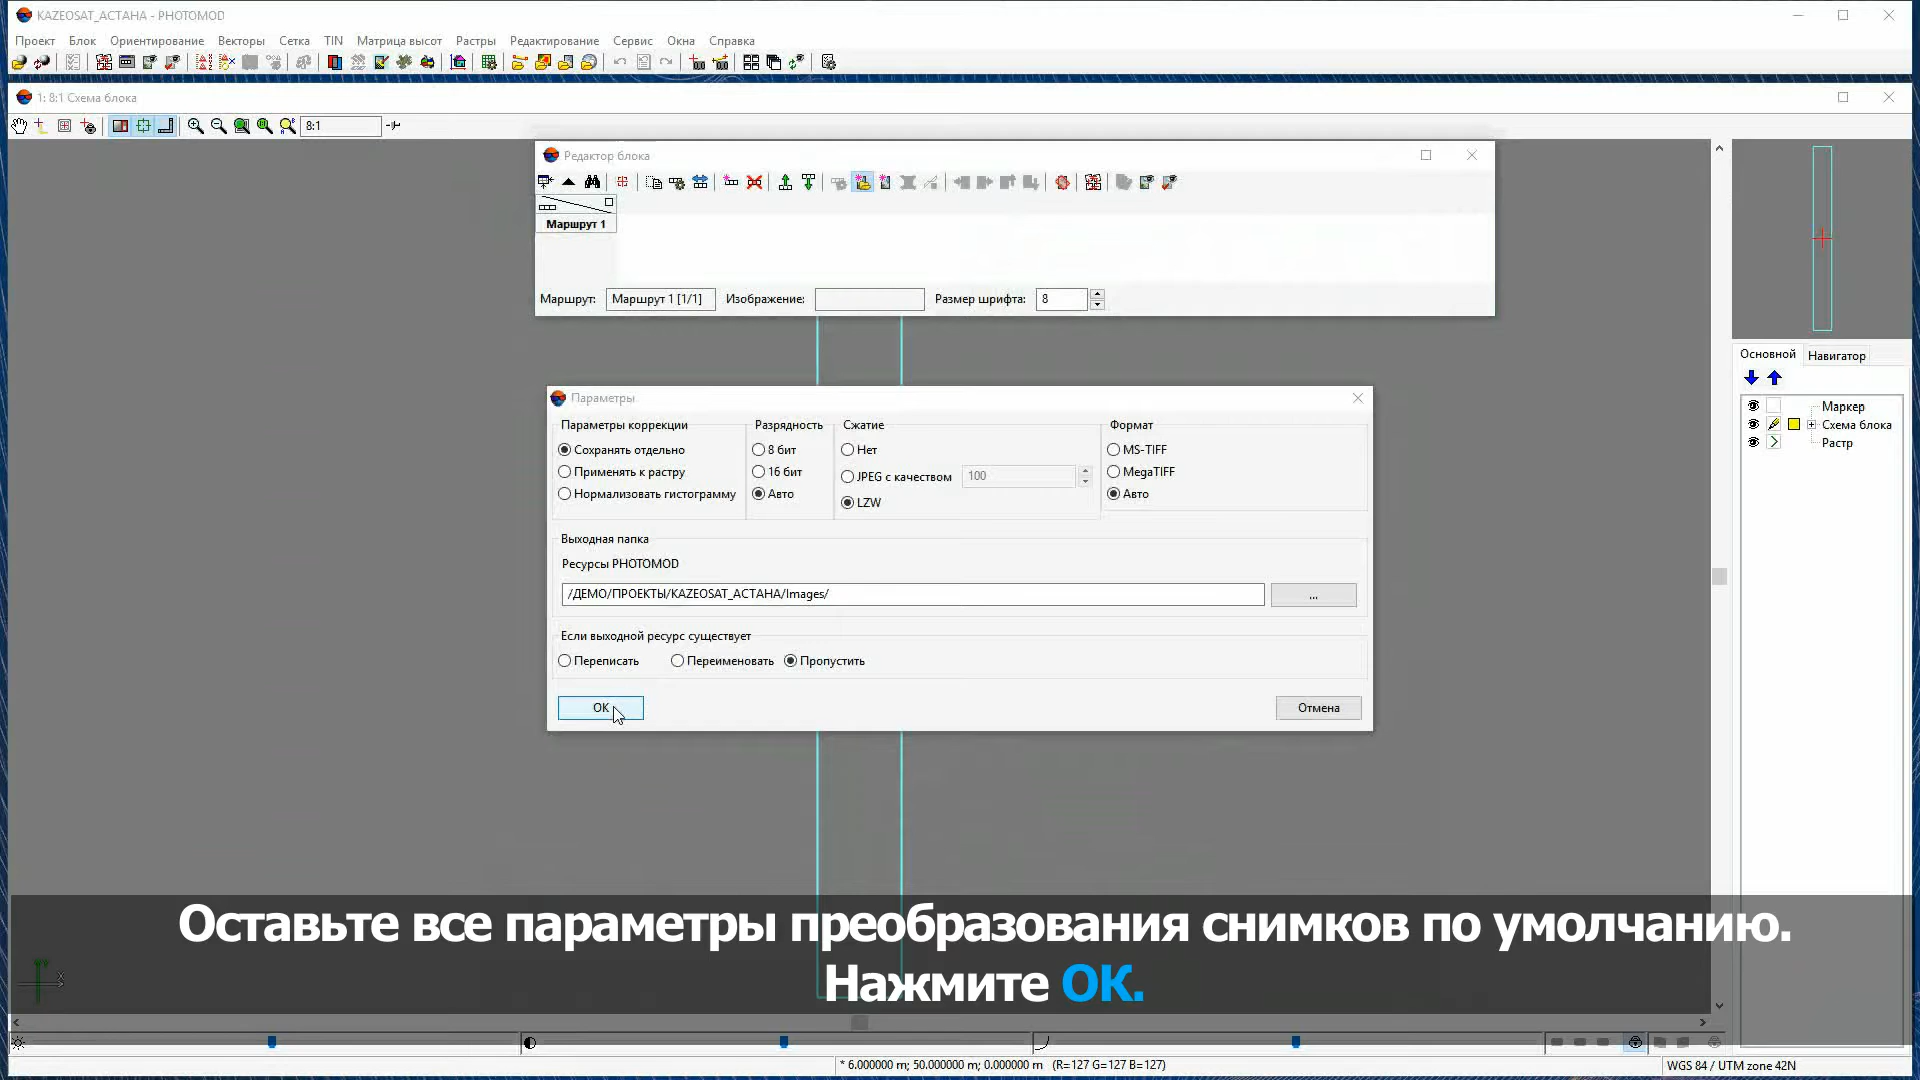 KAZEOSAT_АСТАНА - PHOTOMOD
Проект Блок Ориентирование Векторы Сетка TIN Матрица высот Растры Редактирование Сервис Окна Справка
1: 8:1 Схема блока
8:1
Редактор блока
Маршрут 1
Маршрут: Маршрут 1 [1/1] Изображение: Размер шрифта: 8
Основной Навигатор
Маркер
Схема блока
Растр
Параметры
Параметры коррекции Разрядность Сжатие Формат
Сохранять отдельно 8 бит Нет MS-TIFF
Применять к растру 16 бит JPEG с качеством 100 MegaTIFF
Нормализовать гистограмму Авто LZW Авто
Выходная папка
Ресурсы PHOTOMOD
/ДЕМО/ПРОЕКТЫ/KAZEOSAT_АСТАНА/Images/ ...
Если выходной ресурс существует
Переписать Переименовать Пропустить
OK Отмена
Оставьте все параметры преобразования снимков по умолчанию.
Нажмите ОК.
* 6.000000 m; 50.000000 m; 0.000000 m (R=127 G=127 B=127)
WGS 84 / UTM zone 42N